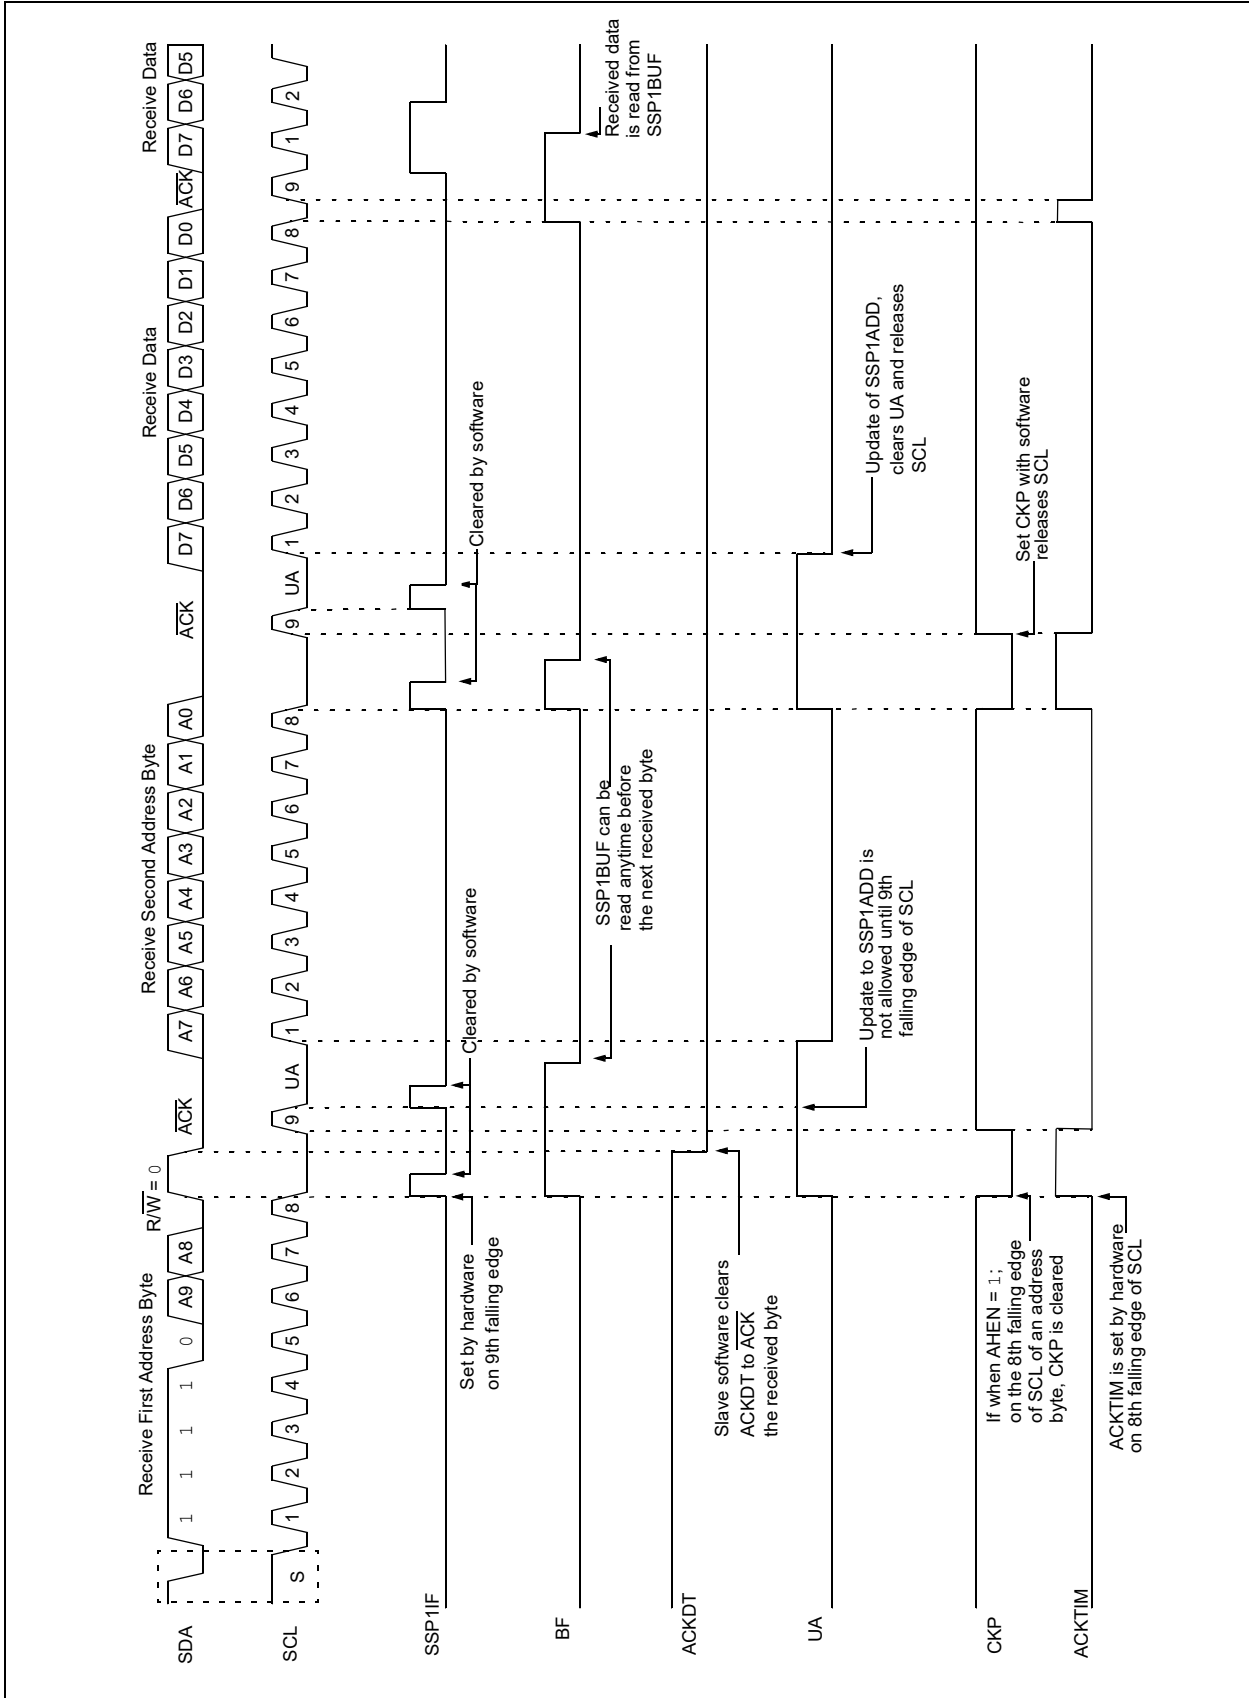 Receive First Address Byte
R/W = 0
Receive Second Address Byte
Receive Data
Receive Data
SDA
1
1
1
1
0
A9
A8
ACK
A7
A6
A5
A4
A3
A2
A1
A0
ACK
D7
D6
D5
D4
D3
D2
D1
D0
ACK
D7
D6
D5
SCL
S
1
2
3
4
5
6
7
8
9
UA
1
2
3
4
5
6
7
8
9
UA
1
2
3
4
5
6
7
8
9
1
2
SSP1IF
Set by hardware
on 9th falling edge
Cleared by software
Cleared by software
BF
SSP1BUF can be
read anytime before
the next received byte
Received data
is read from
SSP1BUF
ACKDT
Slave software clears
ACKDT to ACK
the received byte
UA
Update to SSP1ADD is
not allowed until 9th
falling edge of SCL
Update of SSP1ADD,
clears UA and releases
SCL
CKP
If when AHEN = 1;
on the 8th falling edge
of SCL of an address
byte, CKP is cleared
Set CKP with software
releases SCL
ACKTIM
ACKTIM is set by hardware
on 8th falling edge of SCL